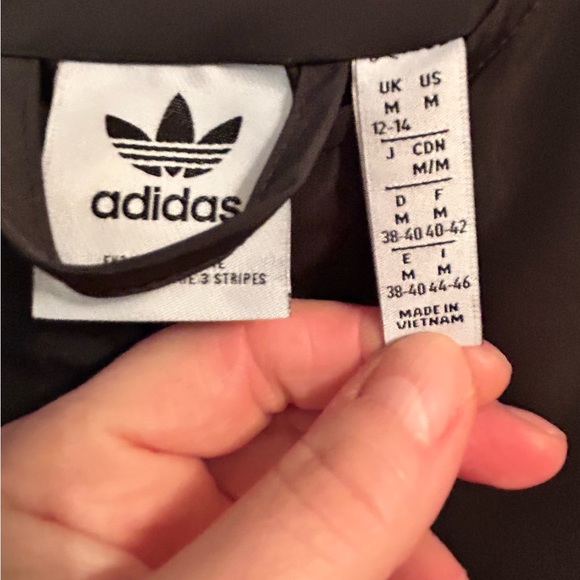 adidas
3 STRIPES
UK US
M M
12-14
J CDN
M/M
D F
M M
38-40 40-42
E I
M M
38-40 44-46
MADE IN
VIETNAM